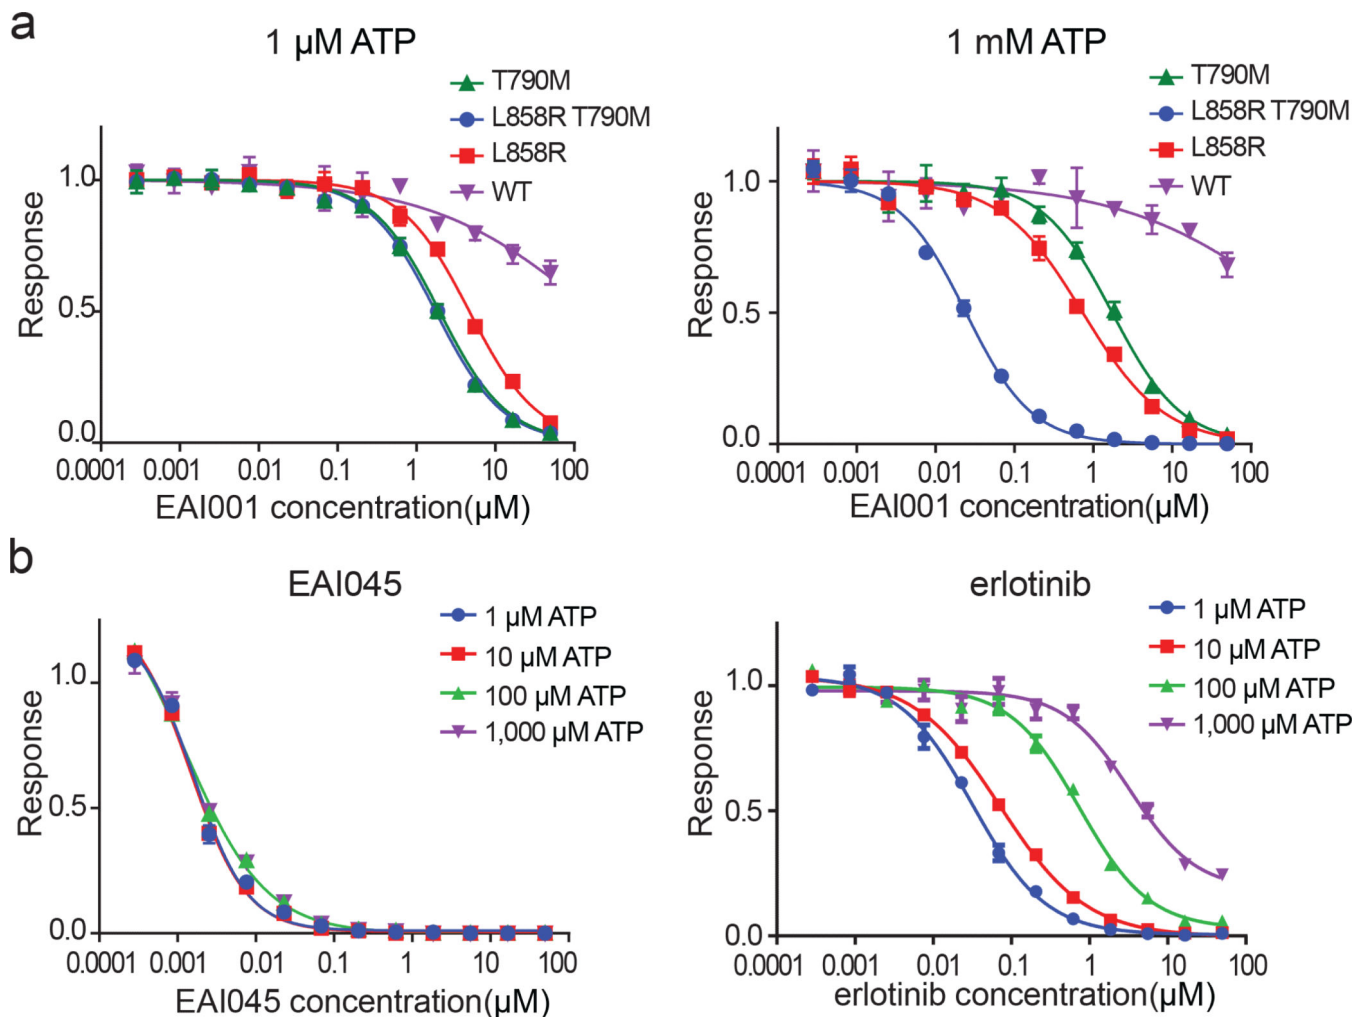 a
1 µM ATP
T790M
L858R T790M
L858R
WT
Response
1.0
0.5
0.0
0.0001 0.001 0.01 0.1 1 10 100
EAI001 concentration(µM)
1 mM ATP
T790M
L858R T790M
L858R
WT
Response
1.0
0.5
0.0
0.0001 0.001 0.01 0.1 1 10 100
EAI001 concentration(µM)
b
EAI045
1 µM ATP
10 µM ATP
100 µM ATP
1,000 µM ATP
Response
1.0
0.5
0.0
0.0001 0.001 0.01 0.1 1 10 100
EAI045 concentration(µM)
erlotinib
1 µM ATP
10 µM ATP
100 µM ATP
1,000 µM ATP
Response
1.0
0.5
0.0
0.0001 0.001 0.01 0.1 1 10 100
erlotinib concentration(µM)